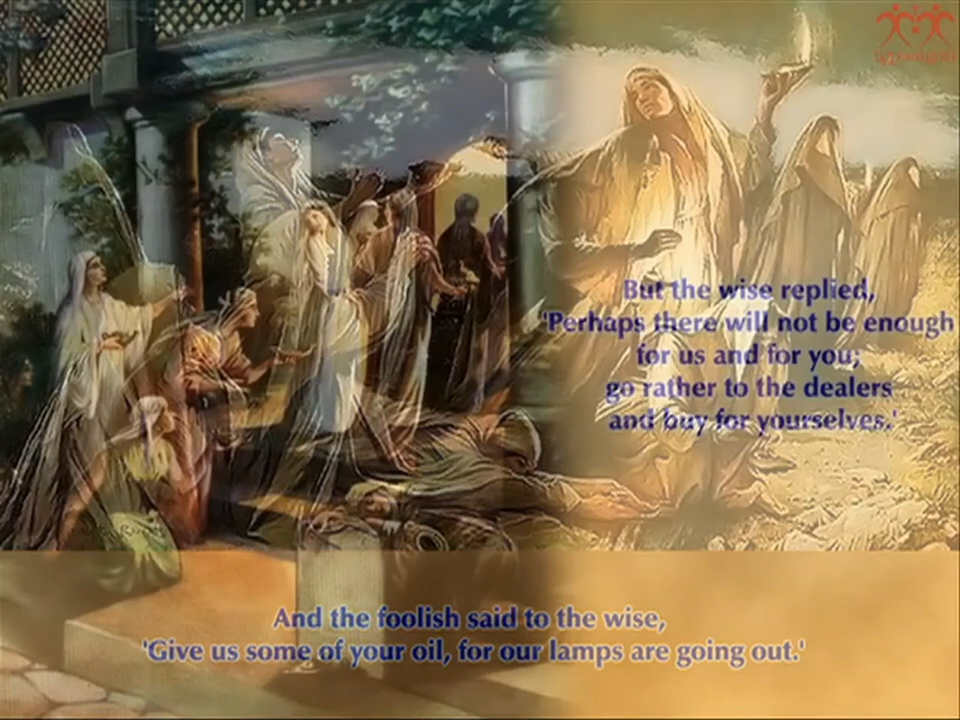 But the wise replied,
'Perhaps there will not be enough
for us and for you;
go rather to the dealers
and buy for yourselves.'
And the foolish said to the wise,
'Give us some of your oil, for our lamps are going out.'